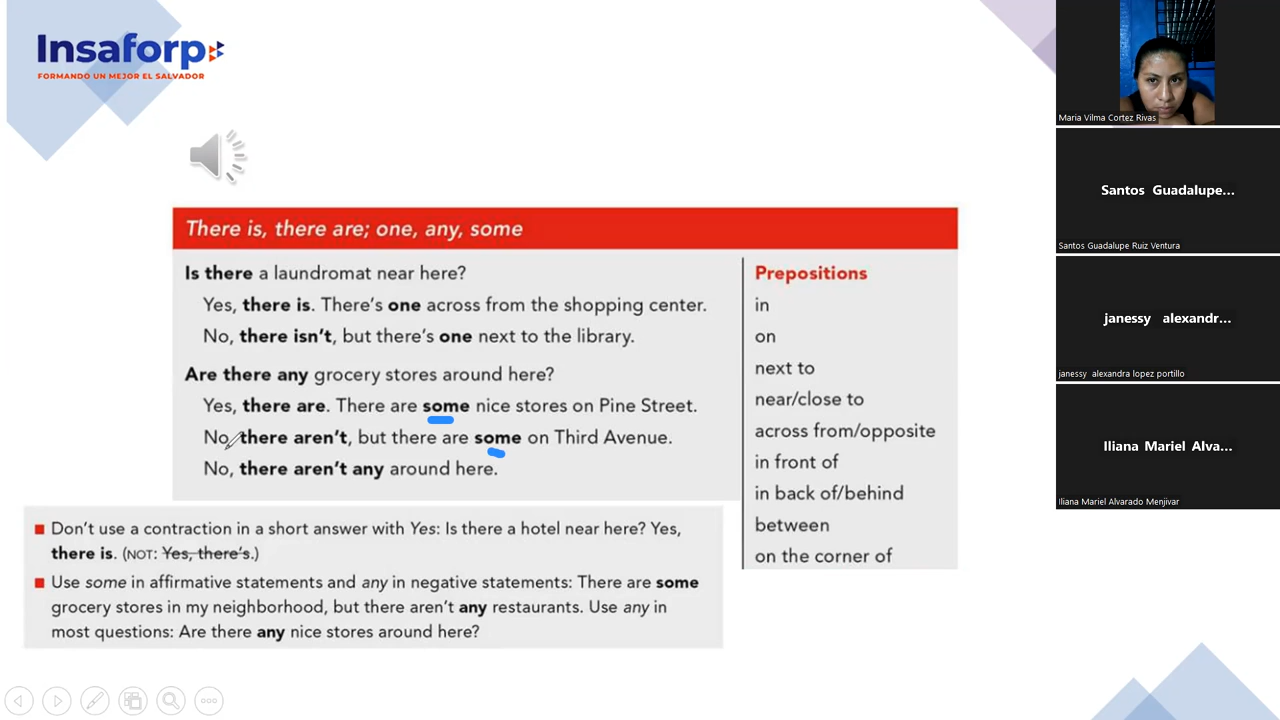 Insaforp
FORMANDO UN MEJOR EL SALVADOR
There is, there are; one, any, some
Is there a laundromat near here?
Yes, there is. There's one across from the shopping center.
No, there isn't, but there's one next to the library.
Are there any grocery stores around here?
Yes, there are. There are some nice stores on Pine Street.
No, there aren't, but there are some on Third Avenue.
No, there aren't any around here.
Prepositions
in
on
next to
near/close to
across from/opposite
in front of
in back of/behind
between
on the corner of
Don't use a contraction in a short answer with Yes: Is there a hotel near here? Yes,
there is. (NOT: Yes, there's.)
Use some in affirmative statements and any in negative statements: There are some
grocery stores in my neighborhood, but there aren't any restaurants. Use any in
most questions: Are there any nice stores around here?
Maria Vilma Cortez Rivas
Santos Guadalupe...
Santos Guadalupe Ruiz Ventura
janessy alexandr...
janessy alexandra lopez portillo
Iliana Mariel Alva...
Iliana Mariel Alvarado Menjivar